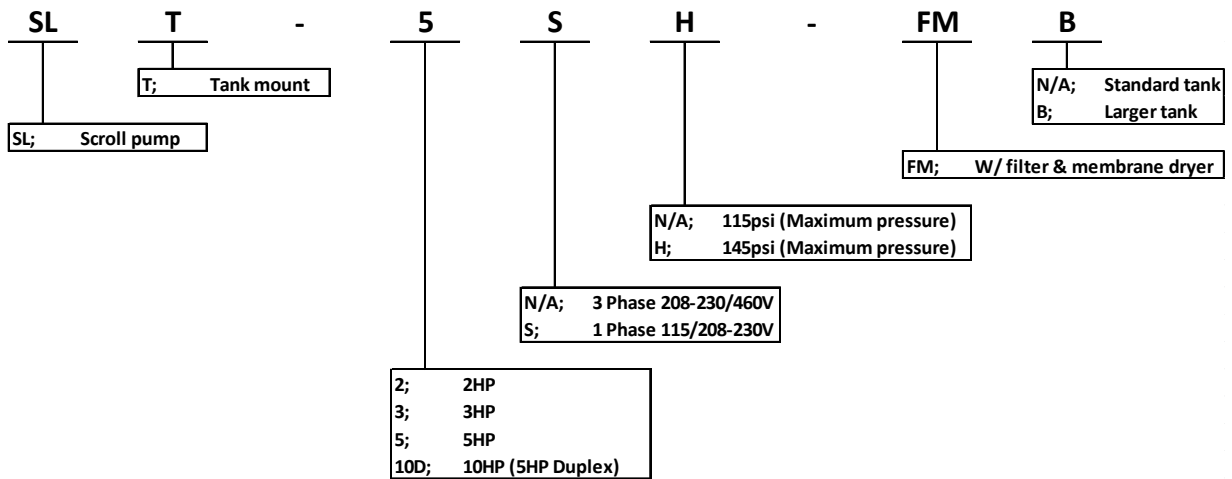 SL T - 5 S H - FM B
T; Tank mount
N/A; Standard tank
B; Larger tank
SL; Scroll pump
FM; W/ filter & membrane dryer
N/A; 115psi (Maximum pressure)
H; 145psi (Maximum pressure)
N/A; 3 Phase 208-230/460V
S; 1 Phase 115/208-230V
2; 2HP
3; 3HP
5; 5HP
10D; 10HP (5HP Duplex)